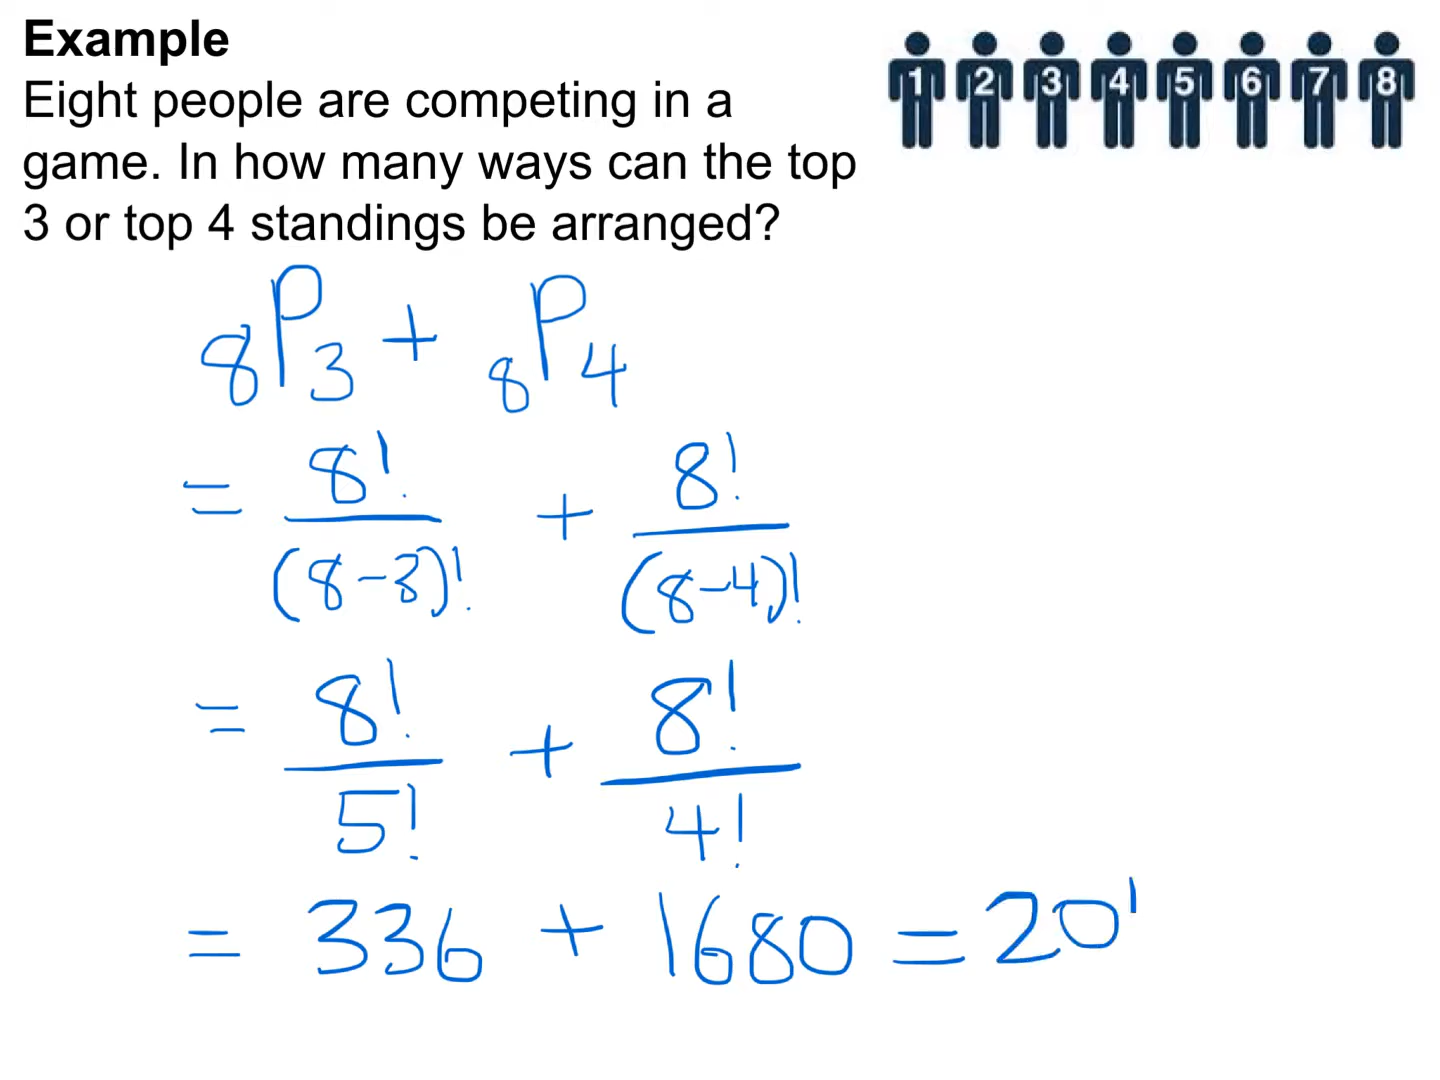 Example
Eight people are competing in a
game. In how many ways can the top
3 or top 4 standings be arranged?
1 2 3 4 5 6 7 8
₈P₃ + ₈P₄
= 8!/(8-3)! + 8!/(8-4)!
= 8!/5! + 8!/4!
= 336 + 1680 = 20